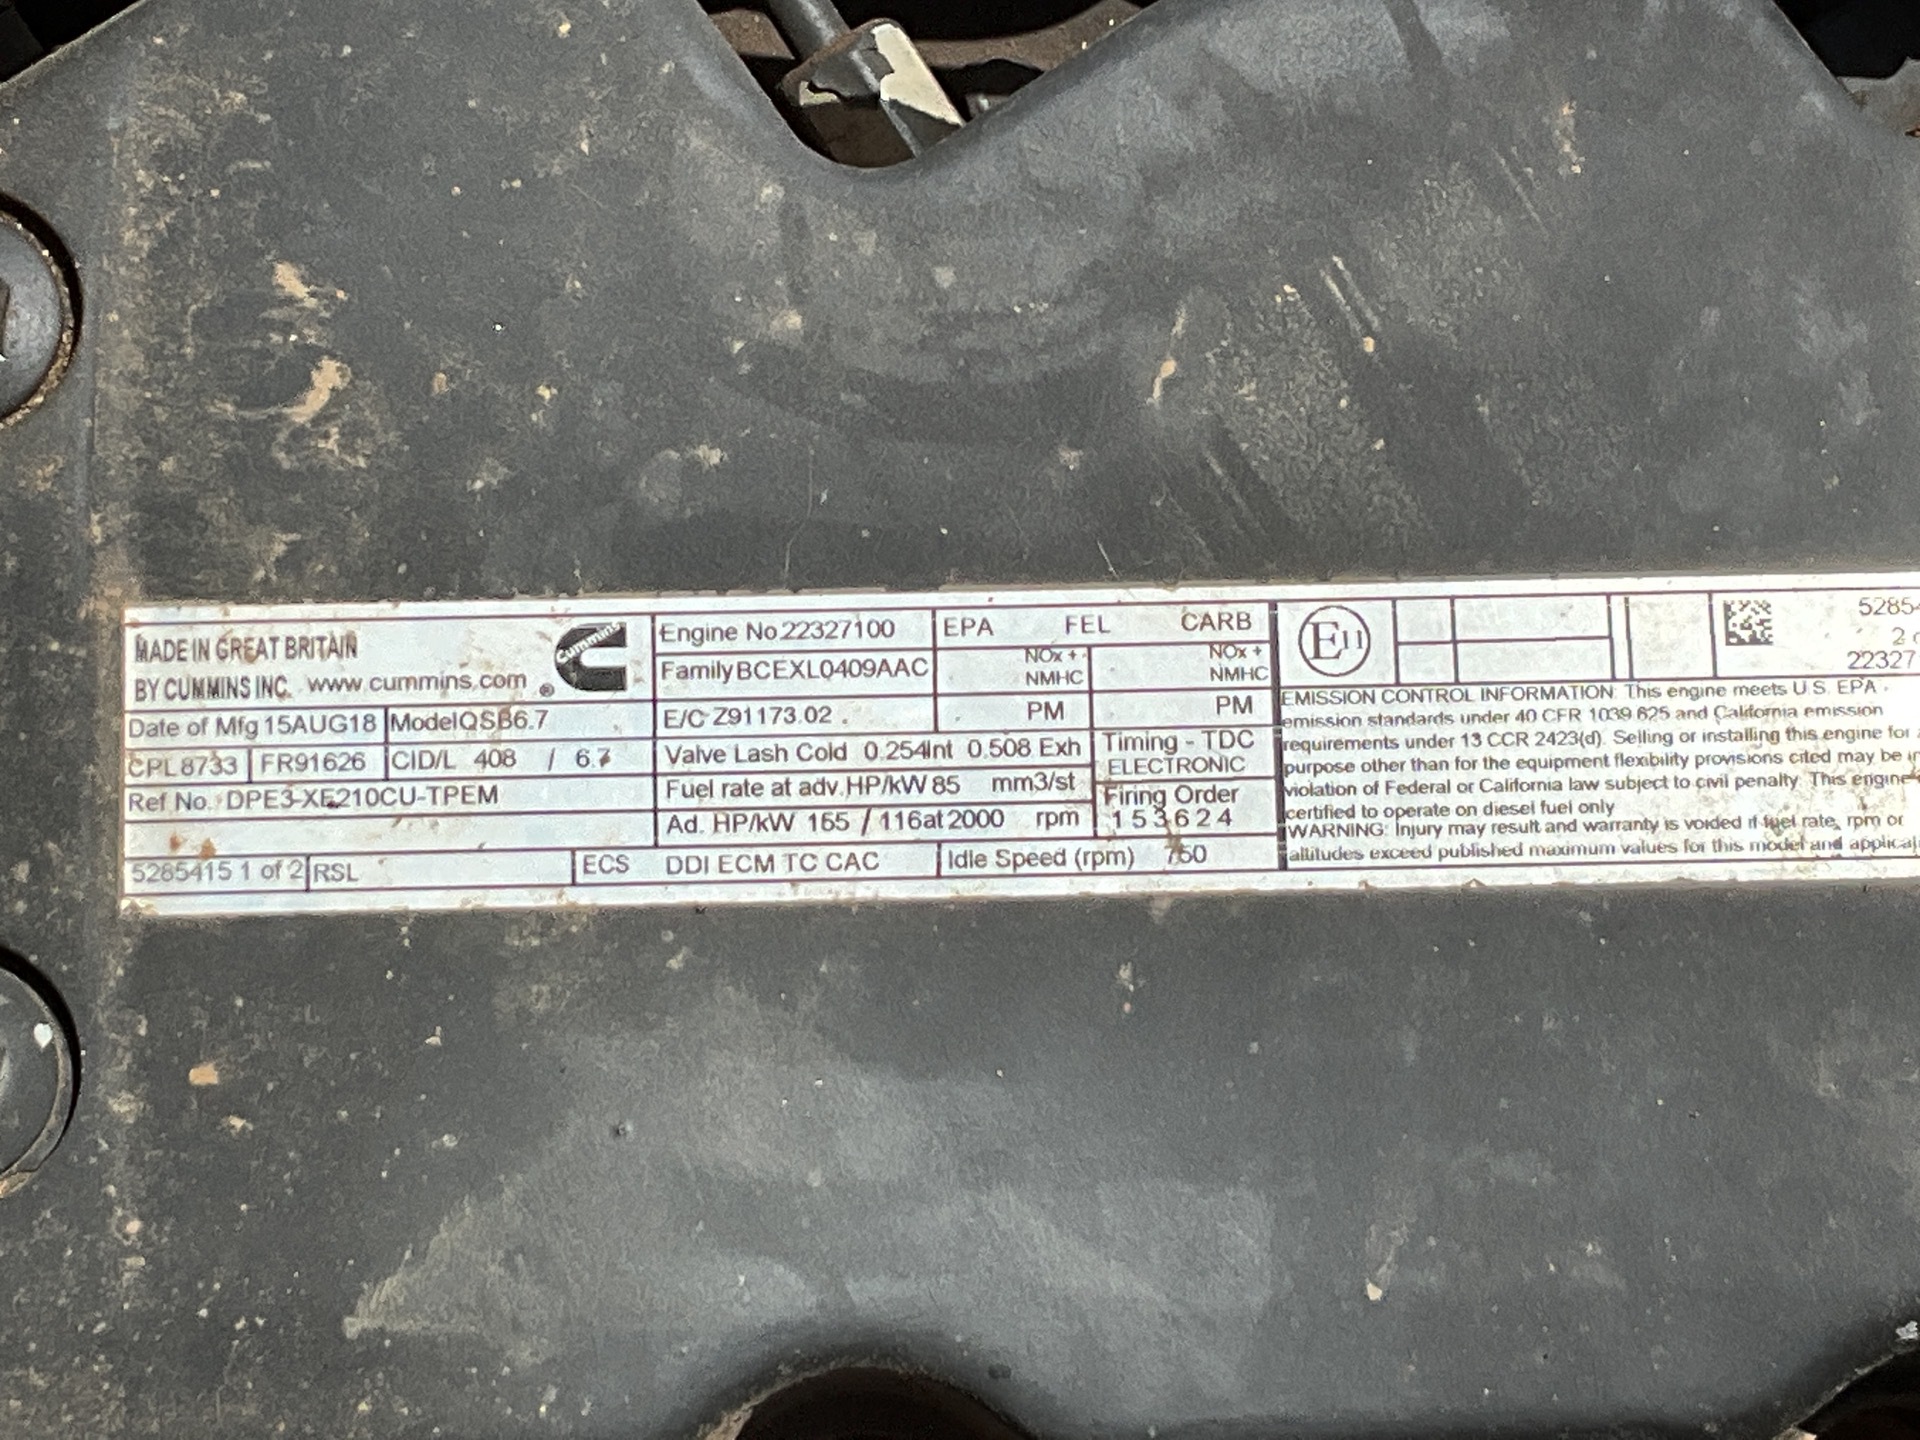 MADE IN GREAT BRITAIN
BY CUMMINS INC. www.cummins.com ®
Cummins
Date of Mfg 15AUG18 Model QSB6.7
CPL 8733 FR91626 CID/L 408 / 6.7
Ref No. DPE3-XE210CU-TPEM
5285415 1 of 2 RSL
Engine No 22327100
Family BCEXL0409AAC
E/C Z91173.02
Valve Lash Cold 0.254 Int 0.508 Exh
Fuel rate at adv. HP/kW 85 mm3/st
Ad. HP/kW 155 / 116 at 2000 rpm
ECS DDI ECM TC CAC
EPA FEL CARB
NOx + NMHC NOx + NMHC
PM PM
Timing - TDC
ELECTRONIC
Firing Order
1 5 3 6 2 4
Idle Speed (rpm) 750
E11
5285
2
22327
EMISSION CONTROL INFORMATION: This engine meets U.S. EPA
emission standards under 40 CFR 1039.625 and California emission
requirements under 13 CCR 2423(d). Selling or installing this engine for
purpose other than for the equipment flexibility provisions cited may be
violation of Federal or California law subject to civil penalty. This engine
certified to operate on diesel fuel only
WARNING: Injury may result and warranty is voided if fuel rate, rpm or
altitudes exceed published maximum values for this model and